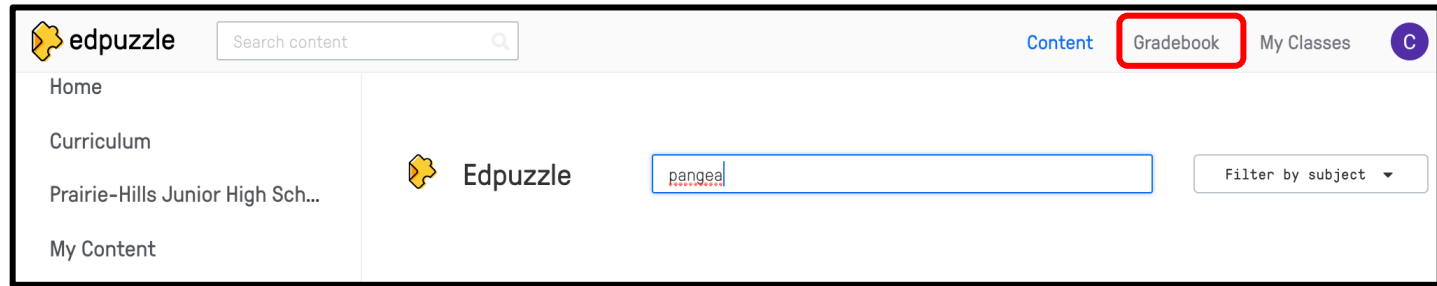 edpuzzle Search content Content Gradebook My Classes C
Home
Curriculum
Edpuzzle pangea Filter by subject
Prairie-Hills Junior High Sch...
My Content